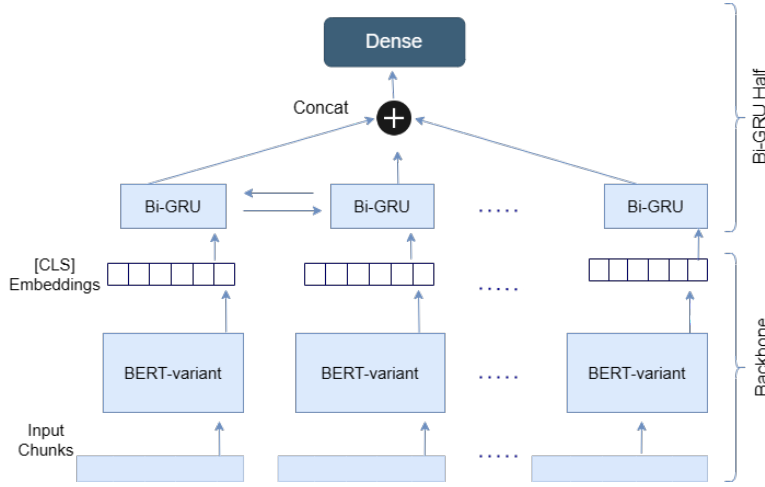 Dense
Concat
Bi-GRU Half
Bi-GRU
Bi-GRU
.....
Bi-GRU
[CLS]
Embeddings
.....
Backbone
BERT-variant
BERT-variant
.....
BERT-variant
Input
Chunks
.....